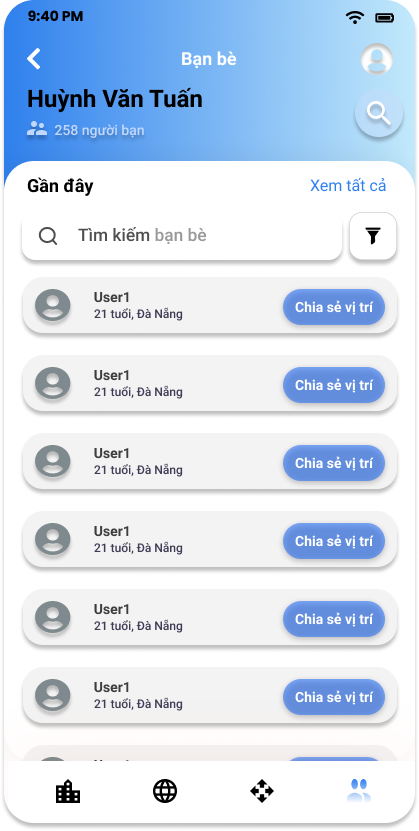 9:40 PM
Bạn bè
Huỳnh Văn Tuấn
258 người bạn
Gần đây
Xem tất cả
Tìm kiếm bạn bè
User1
21 tuổi, Đà Nẵng
Chia sẻ vị trí
User1
21 tuổi, Đà Nẵng
Chia sẻ vị trí
User1
21 tuổi, Đà Nẵng
Chia sẻ vị trí
User1
21 tuổi, Đà Nẵng
Chia sẻ vị trí
User1
21 tuổi, Đà Nẵng
Chia sẻ vị trí
User1
21 tuổi, Đà Nẵng
Chia sẻ vị trí